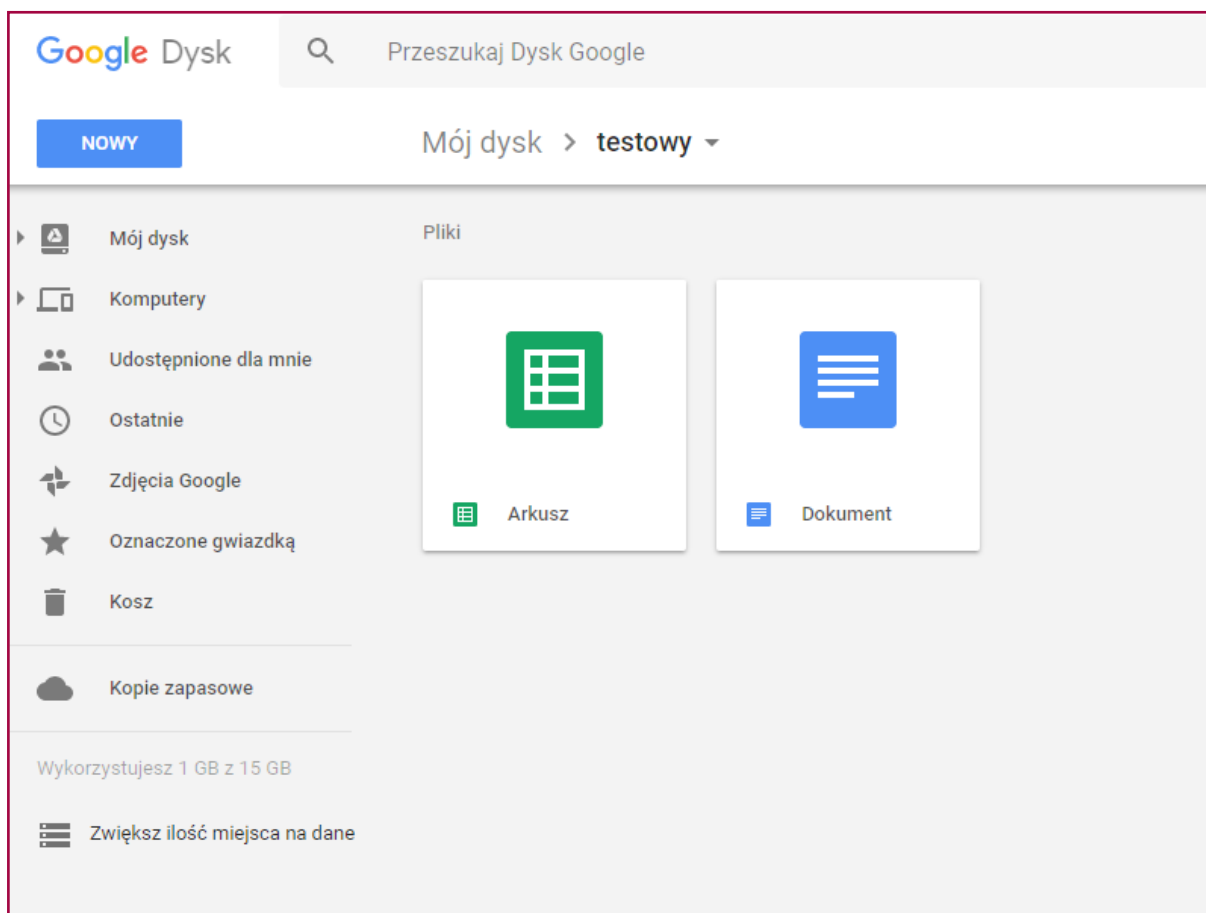 Google Dysk
Przeszukaj Dysk Google
NOWY
Mój dysk > testowy
Mój dysk
Komputery
Udostępnione dla mnie
Ostatnie
Zdjęcia Google
Oznaczone gwiazdką
Kosz
Kopie zapasowe
Wykorzystujesz 1 GB z 15 GB
Zwiększ ilość miejsca na dane
Pliki
Arkusz
Dokument